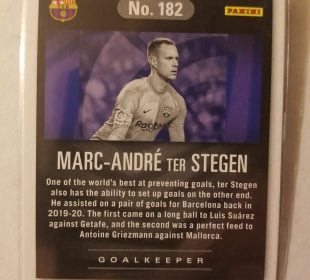 No. 182
PANINI
FCB
Rakuten
MARC-ANDRÉ TER STEGEN
One of the world's best at preventing goals, ter Stegen
also has the ability to set up goals on the other end.
He assisted on a pair of goals for Barcelona back in
2019-20. The first came on a long ball to Luis Suárez
against Getafe, and the second was a perfect feed to
Antoine Griezmann against Mallorca.
GOALKEEPER